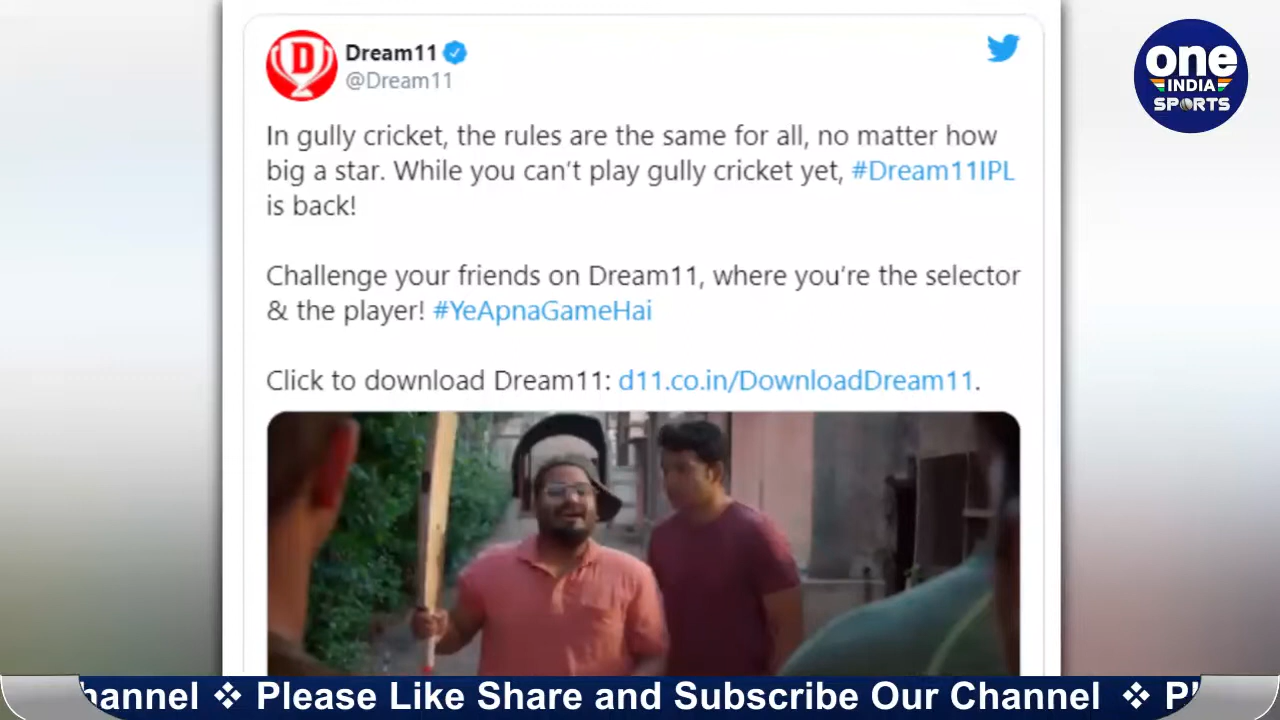 Dream11
@Dream11
one
INDIA
SPORTS
In gully cricket, the rules are the same for all, no matter how
big a star. While you can’t play gully cricket yet, #Dream11IPL
is back!
Challenge your friends on Dream11, where you’re the selector
& the player! #YeApnaGameHai
Click to download Dream11: d11.co.in/DownloadDream11.
hannel ❖ Please Like Share and Subscribe Our Channel ❖ Pl